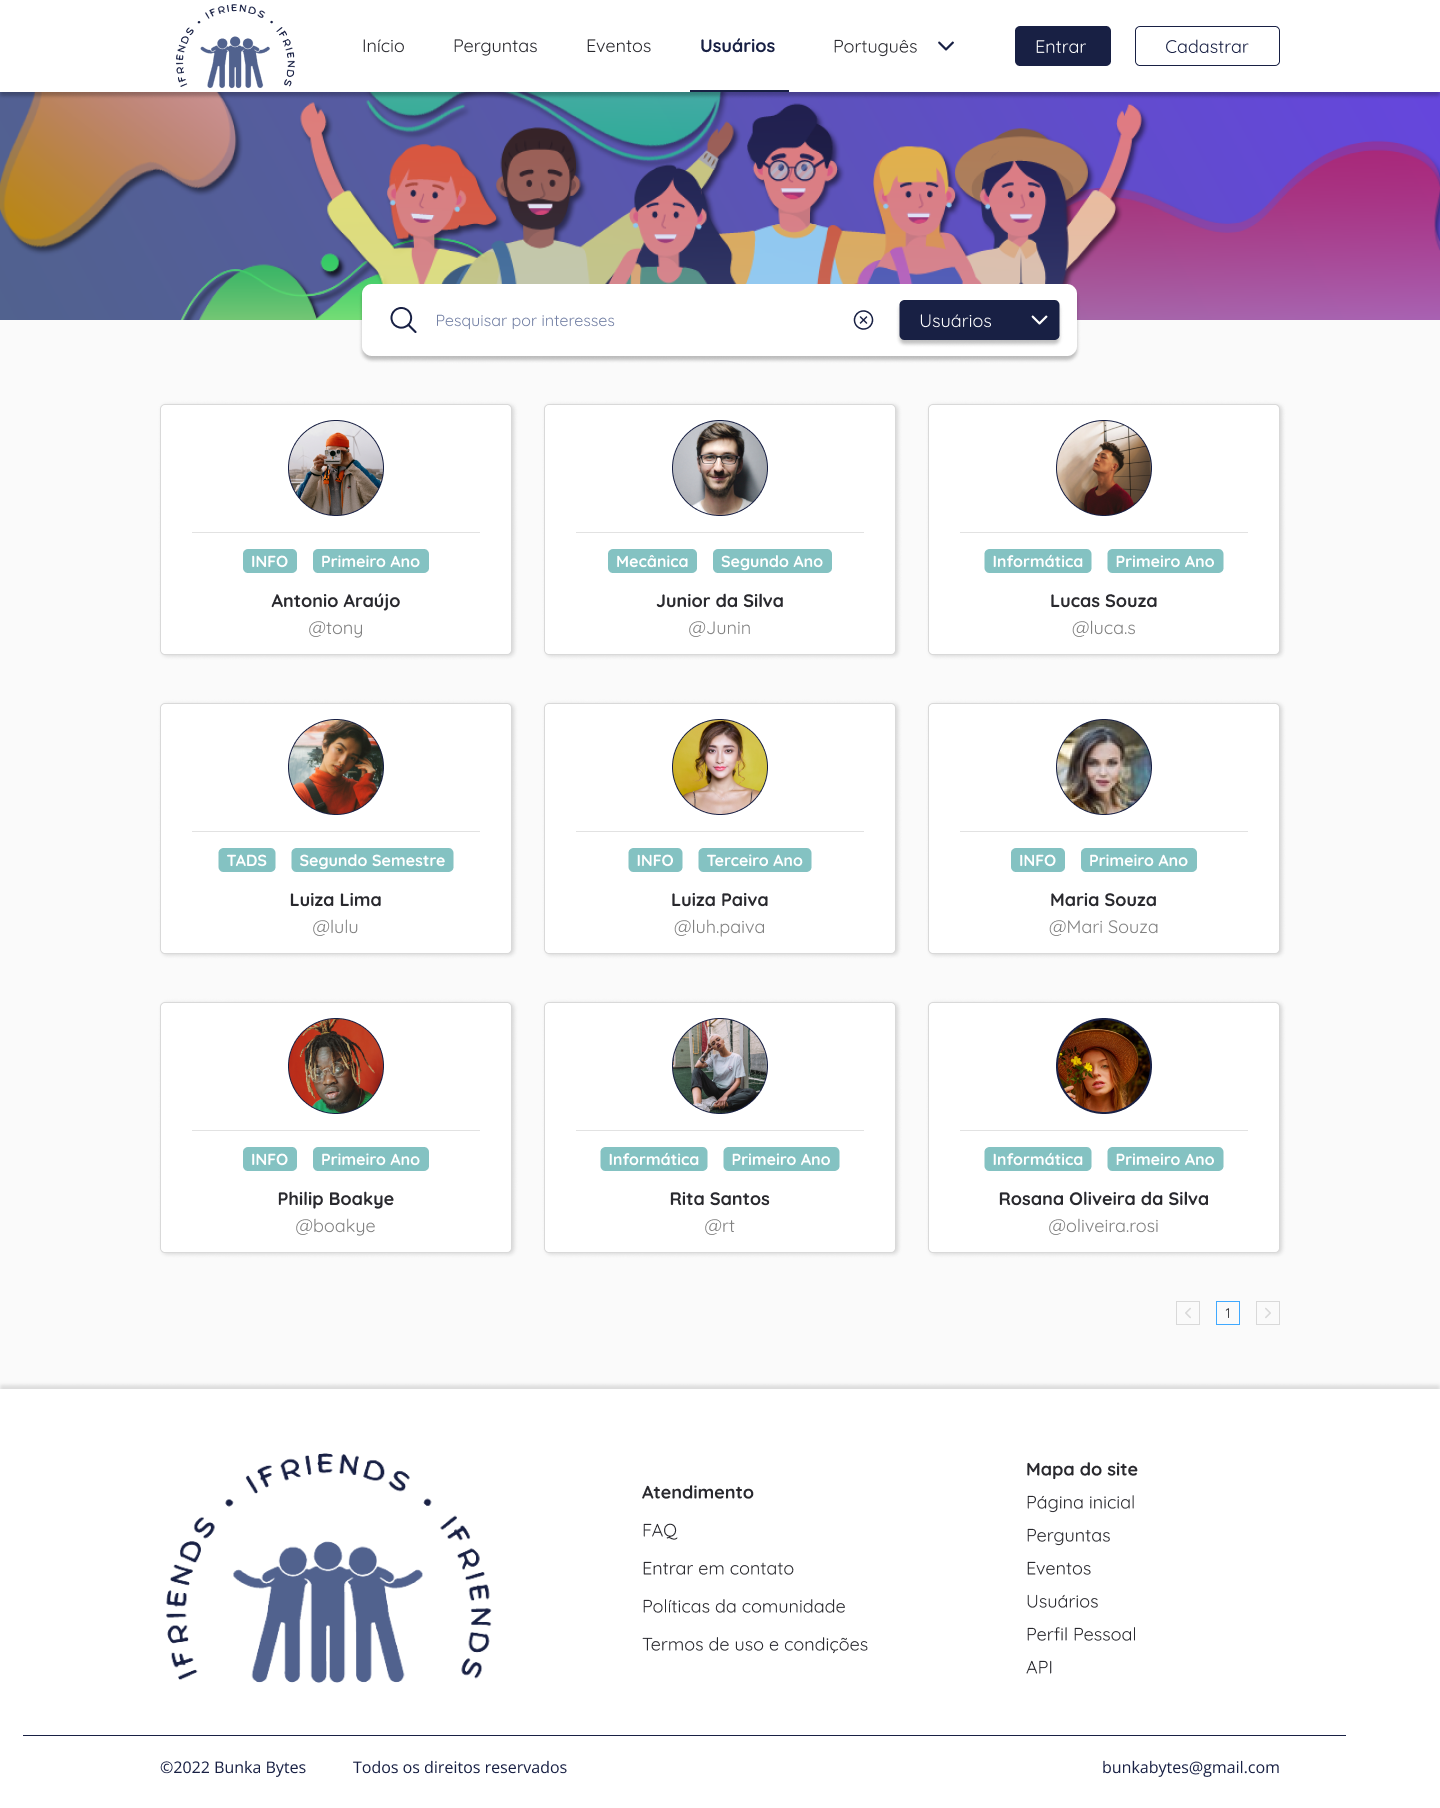 IFRIENDS • IFRIENDS • IFRIENDS
Início
Perguntas
Eventos
Usuários
Português
Entrar
Cadastrar
Pesquisar por interesses
Usuários
INFO
Primeiro Ano
Antonio Araújo
@tony
Mecânica
Segundo Ano
Junior da Silva
@Junin
Informática
Primeiro Ano
Lucas Souza
@luca.s
TADS
Segundo Semestre
Luiza Lima
@lulu
INFO
Terceiro Ano
Luiza Paiva
@luh.paiva
INFO
Primeiro Ano
Maria Souza
@Mari Souza
INFO
Primeiro Ano
Philip Boakye
@boakye
Informática
Primeiro Ano
Rita Santos
@rt
Informática
Primeiro Ano
Rosana Oliveira da Silva
@oliveira.rosi
1
IFRIENDS • IFRIENDS • IFRIENDS
Atendimento
FAQ
Entrar em contato
Políticas da comunidade
Termos de uso e condições
Mapa do site
Página inicial
Perguntas
Eventos
Usuários
Perfil Pessoal
API
©2022 Bunka Bytes
Todos os direitos reservados
bunkabytes@gmail.com